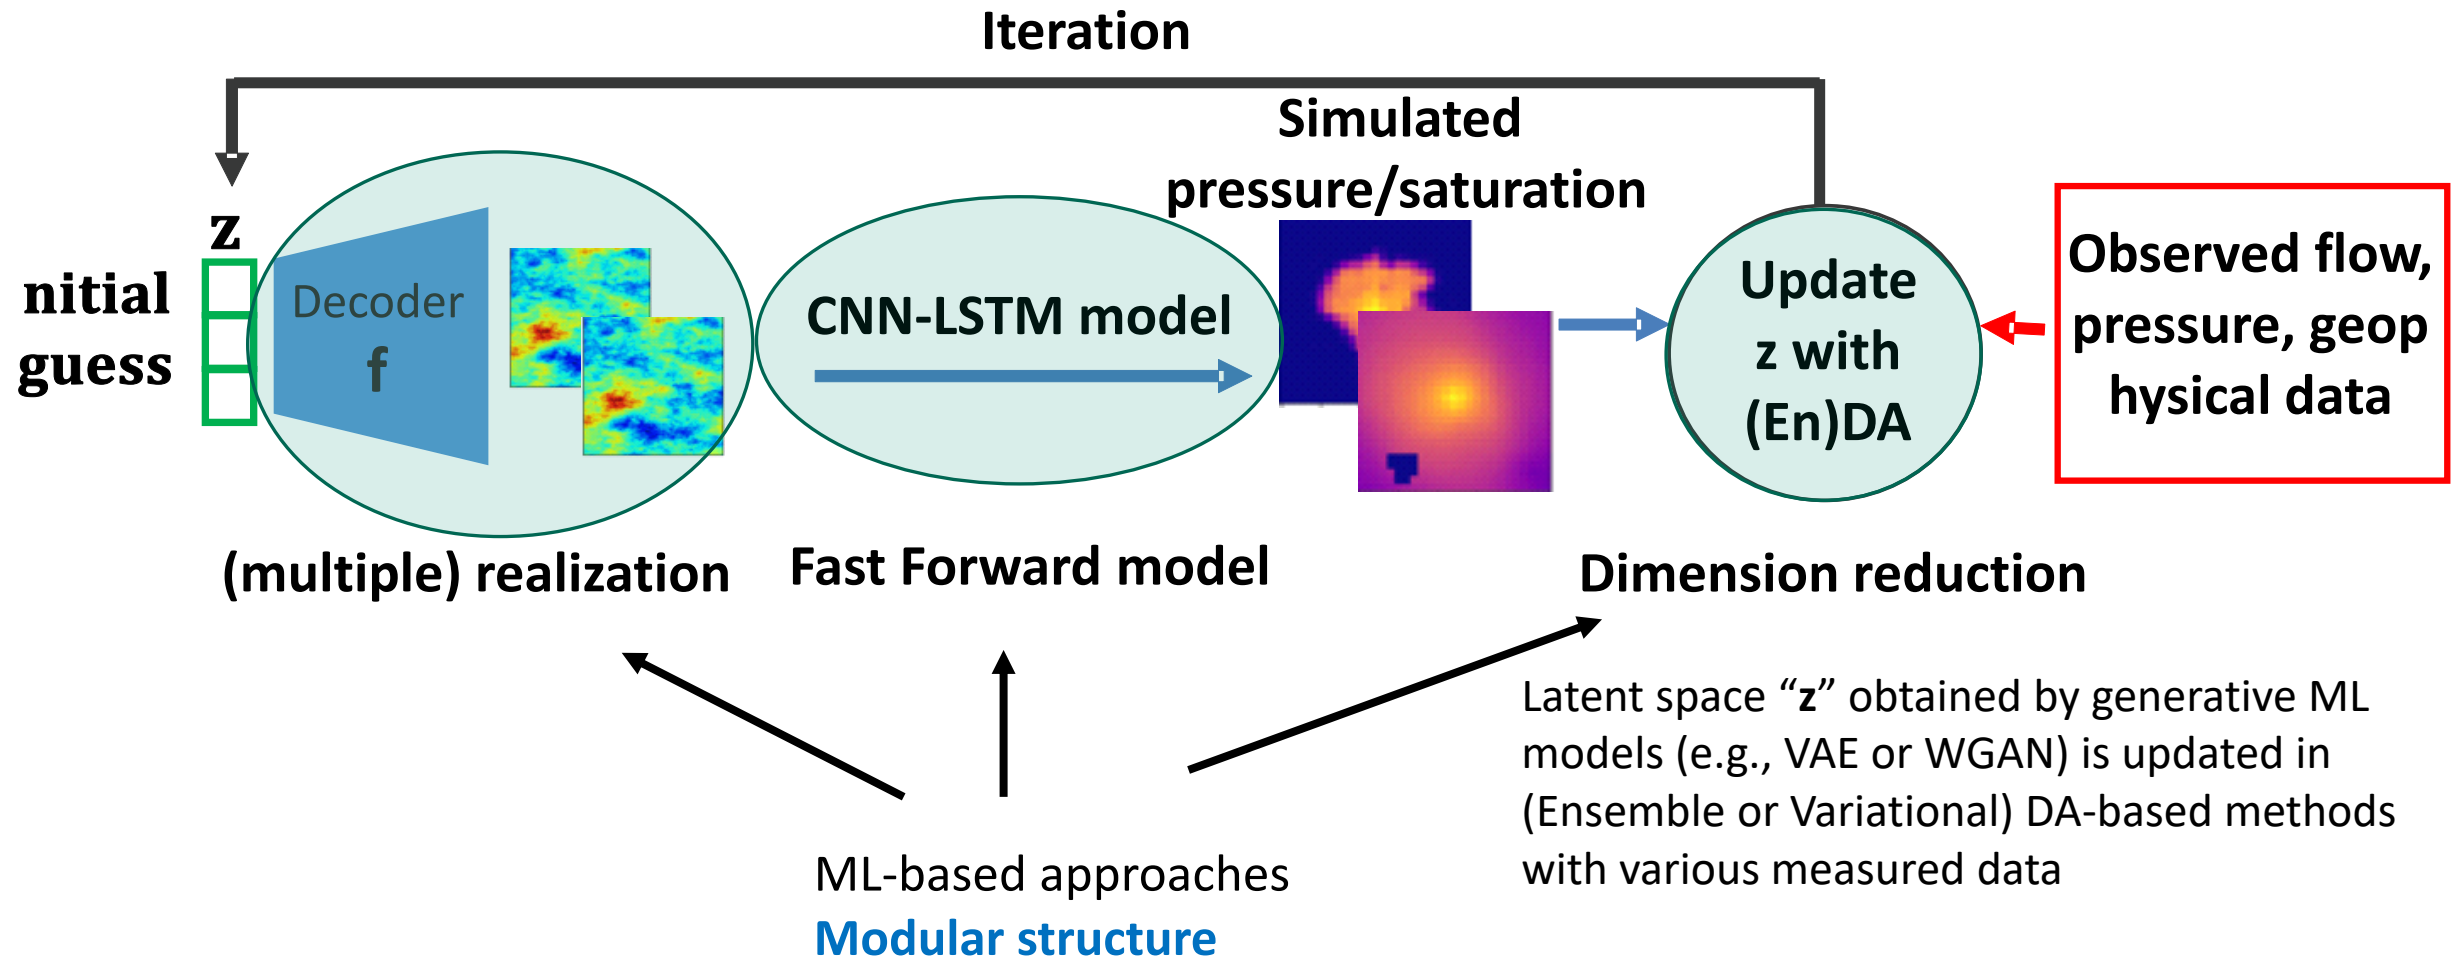 Iteration
Simulated
pressure/saturation
z
nitial
guess
Decoder
f
CNN-LSTM model
Update
z with
(En)DA
Observed flow,
pressure, geop
hysical data
(multiple) realization
Fast Forward model
Dimension reduction
Latent space “z” obtained by generative ML
models (e.g., VAE or WGAN) is updated in
(Ensemble or Variational) DA-based methods
with various measured data
ML-based approaches
Modular structure